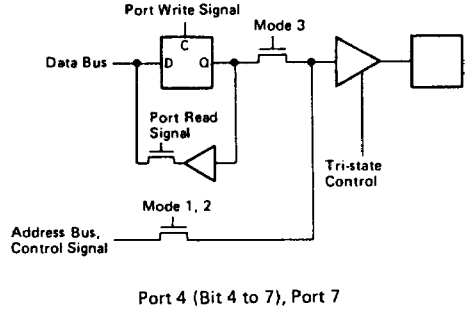 Port Write Signal
Mode 3
C
Data Bus
D
Q
Port Read
Signal
Tri-state
Control
Mode 1, 2
Address Bus,
Control Signal
Port 4 (Bit 4 to 7), Port 7